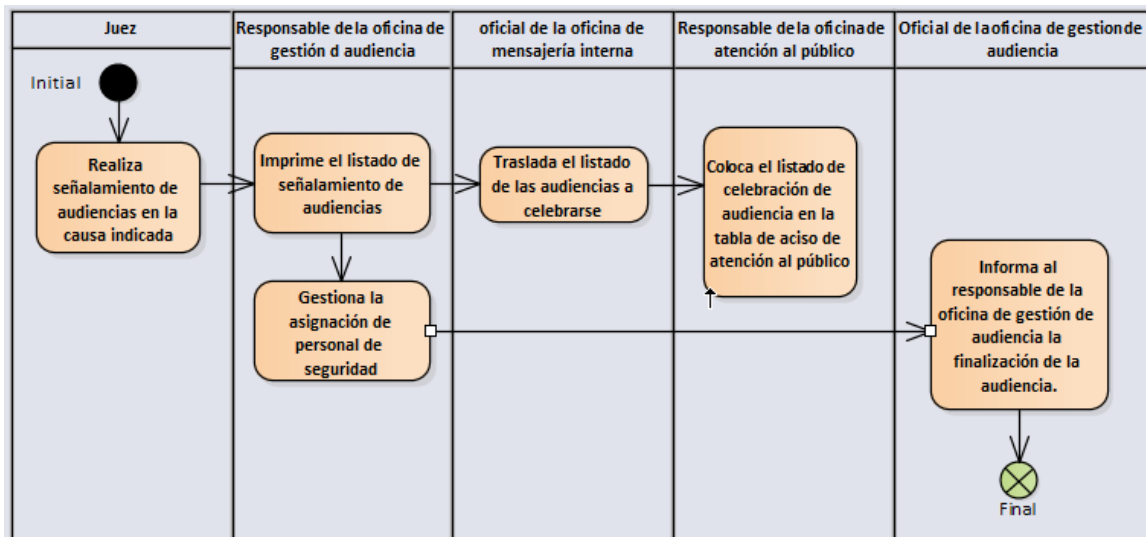 Juez
Responsable de la oficina de
gestión d audiencia
oficial de la oficina de
mensajería interna
Responsable de la oficina de
atención al público
Oficial de la oficina de gestion de
audiencia
Initial
Realiza
señalamiento de
audiencias en la
causa indicada
Imprime el listado de
señalamiento de
audiencias
Traslada el listado
de las audiencias a
celebrarse
Coloca el listado de
celebración de
audiencia en la
tabla de aciso de
atención al público
Gestiona la
asignación de
personal de
seguridad
Informa al
responsable de la
oficina de gestión de
audiencia la
finalización de la
audiencia.
Final